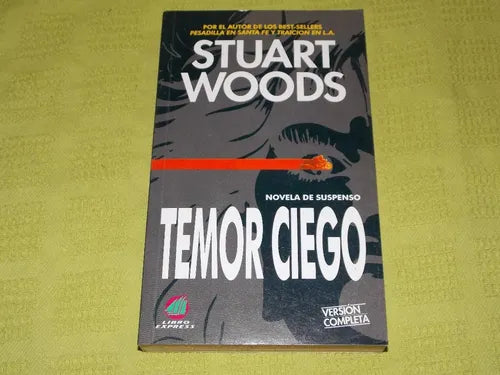 POR EL AUTOR DE LOS BEST-SELLERS
PESADILLA EN SANTA FE Y TRAICION EN L.A.
STUART
WOODS
NOVELA DE SUSPENSO
TEMOR CIEGO
LIBRO
EXPRESS
VERSIÓN
COMPLETA